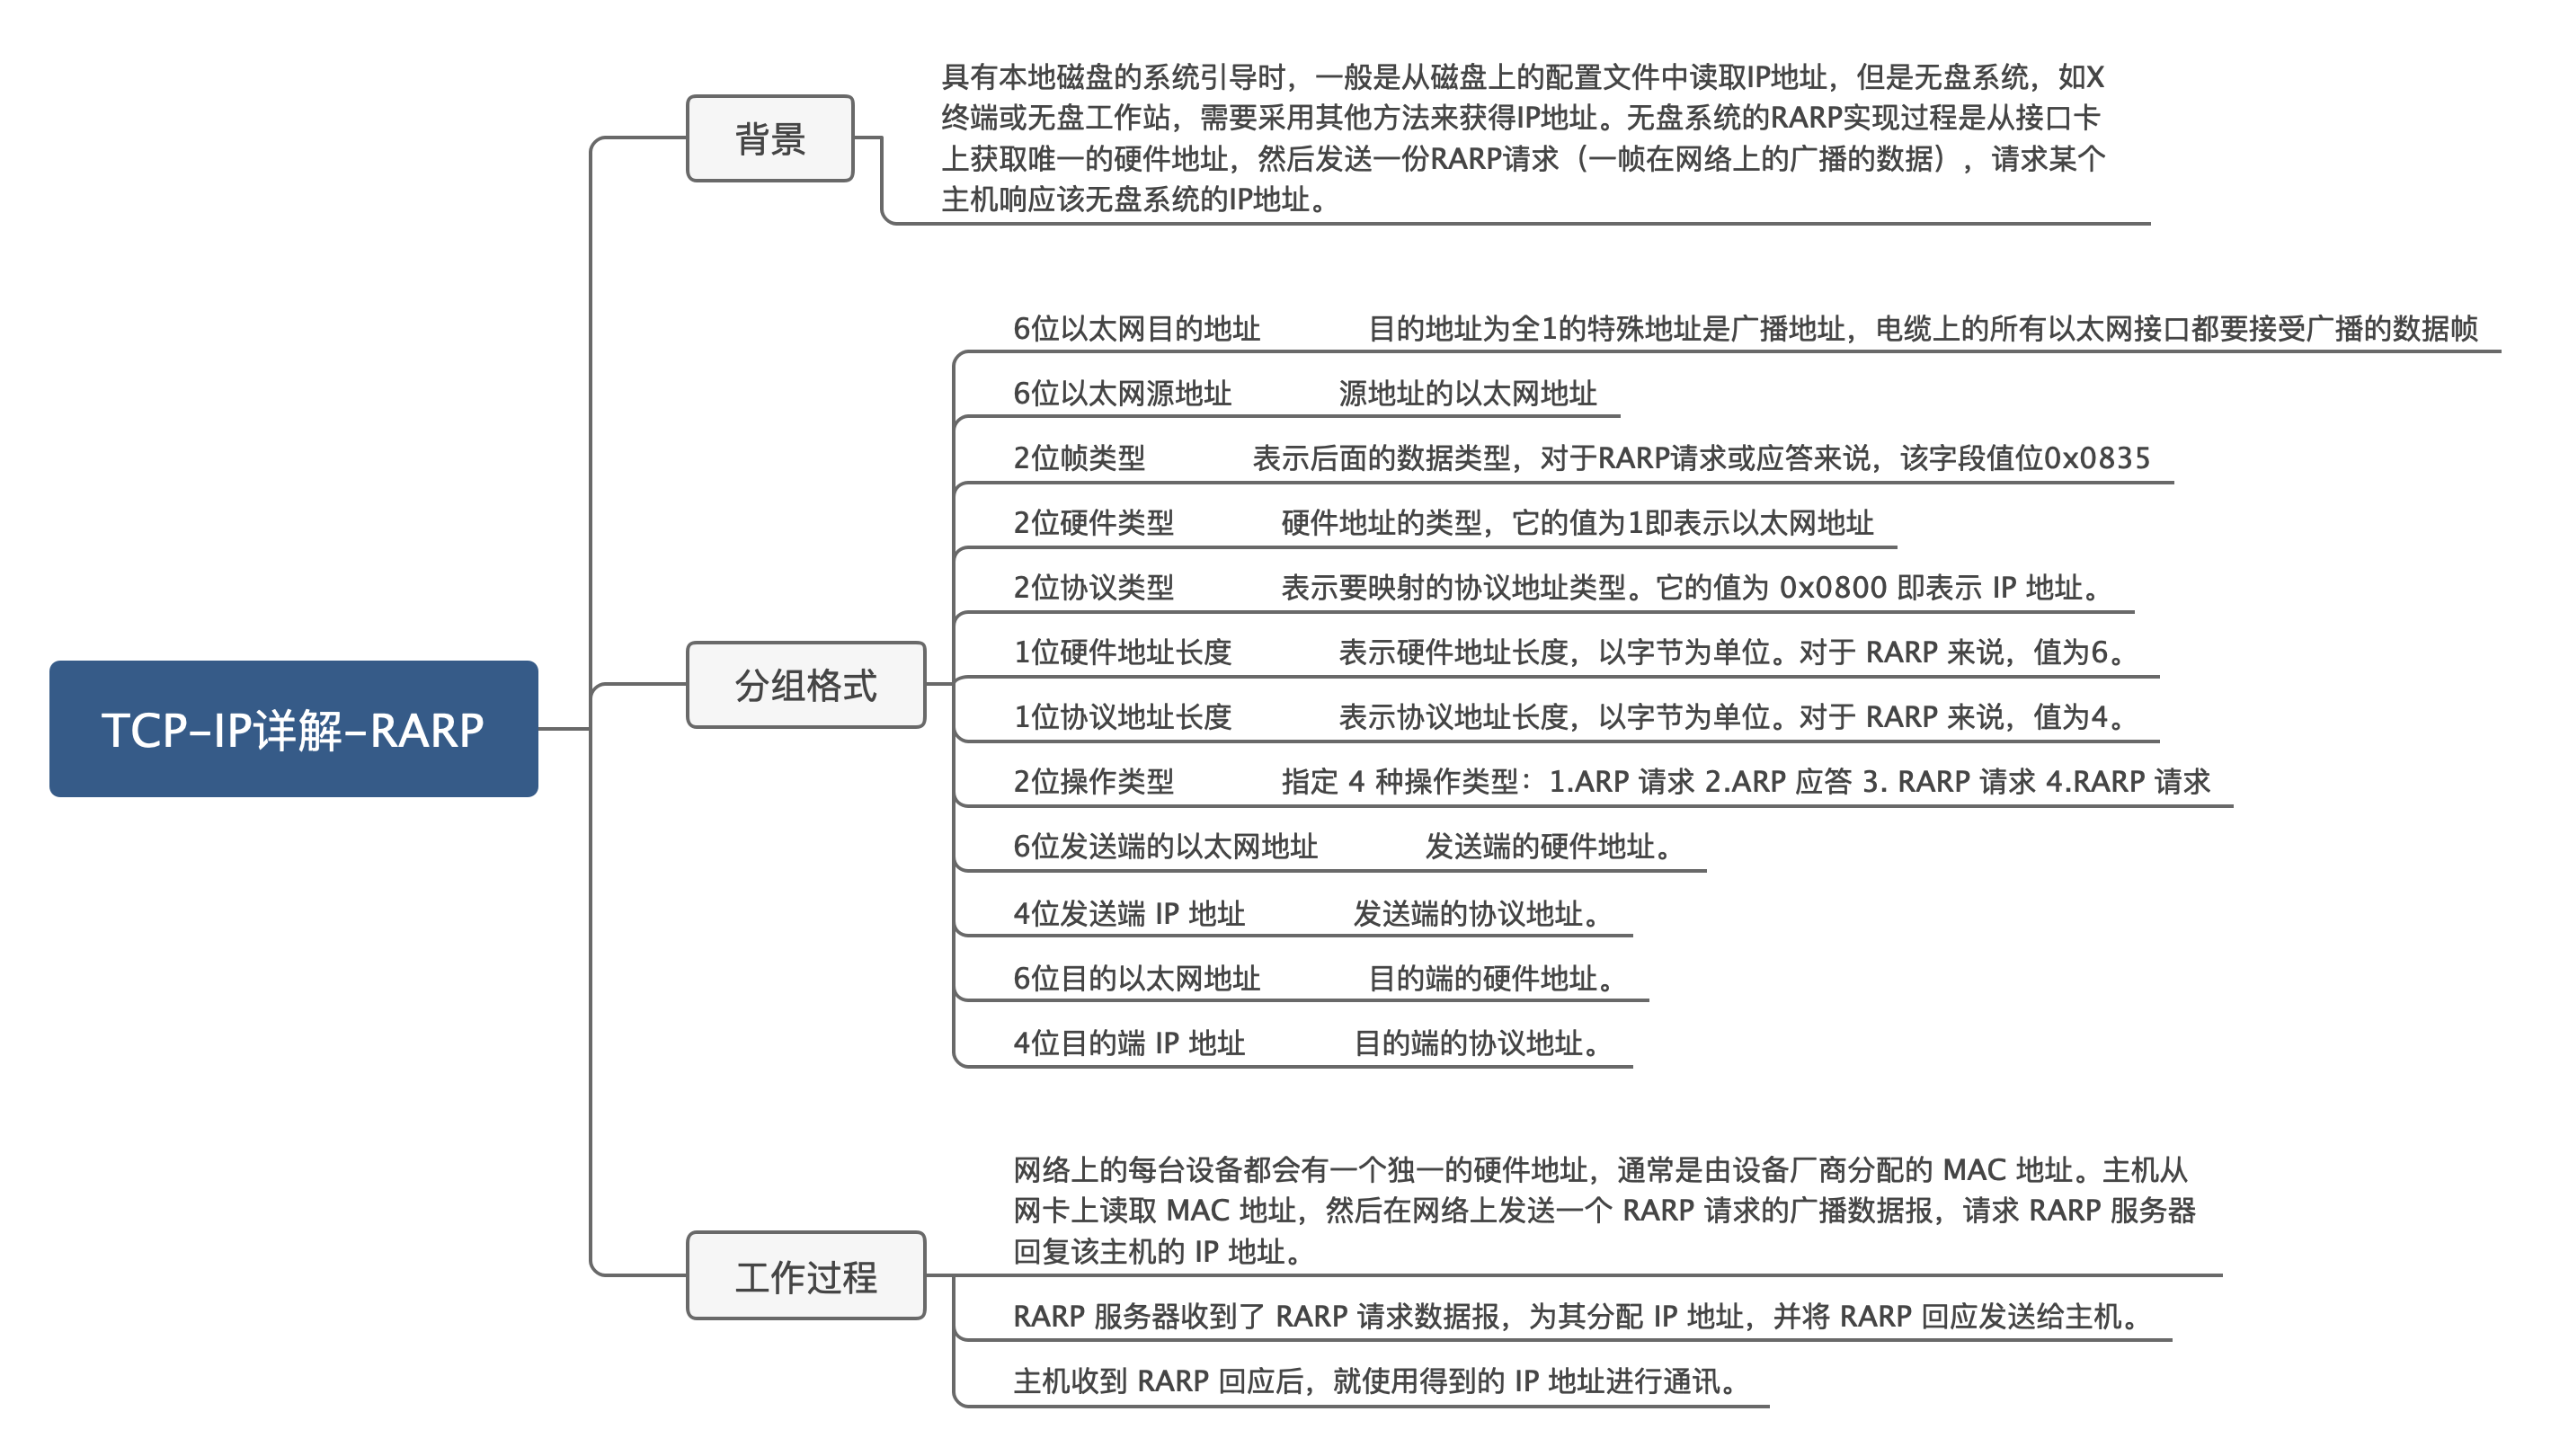 具有本地磁盘的系统引导时，一般是从磁盘上的配置文件中读取IP地址，但是无盘系统，如X
终端或无盘工作站，需要采用其他方法来获得IP地址。无盘系统的RARP实现过程是从接口卡
上获取唯一的硬件地址，然后发送一份RARP请求（一帧在网络上的广播的数据），请求某个
主机响应该无盘系统的IP地址。
背景
6位以太网目的地址 目的地址为全1的特殊地址是广播地址，电缆上的所有以太网接口都要接受广播的数据帧
6位以太网源地址 源地址的以太网地址
2位帧类型 表示后面的数据类型，对于RARP请求或应答来说，该字段值位0x0835
2位硬件类型 硬件地址的类型，它的值为1即表示以太网地址
2位协议类型 表示要映射的协议地址类型。它的值为 0x0800 即表示 IP 地址。
1位硬件地址长度 表示硬件地址长度，以字节为单位。对于 RARP 来说，值为6。
分组格式
1位协议地址长度 表示协议地址长度，以字节为单位。对于 RARP 来说，值为4。
TCP-IP详解-RARP
2位操作类型 指定 4 种操作类型：1.ARP 请求 2.ARP 应答 3. RARP 请求 4.RARP 请求
6位发送端的以太网地址 发送端的硬件地址。
4位发送端 IP 地址 发送端的协议地址。
6位目的以太网地址 目的端的硬件地址。
4位目的端 IP 地址 目的端的协议地址。
网络上的每台设备都会有一个独一的硬件地址，通常是由设备厂商分配的 MAC 地址。主机从
网卡上读取 MAC 地址，然后在网络上发送一个 RARP 请求的广播数据报，请求 RARP 服务器
回复该主机的 IP 地址。
工作过程
RARP 服务器收到了 RARP 请求数据报，为其分配 IP 地址，并将 RARP 回应发送给主机。
主机收到 RARP 回应后，就使用得到的 IP 地址进行通讯。